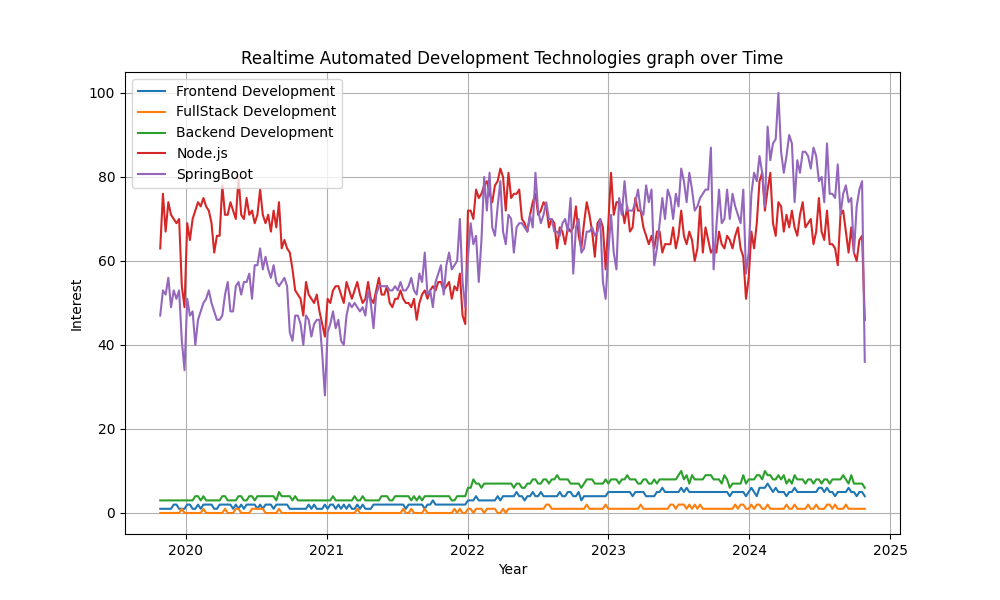 Realtime Automated Development Technologies graph over Time
Frontend Development
FullStack Development
Backend Development
Node.js
SpringBoot
100
80
60
40
20
0
Interest
2020
2021
2022
2023
2024
2025
Year